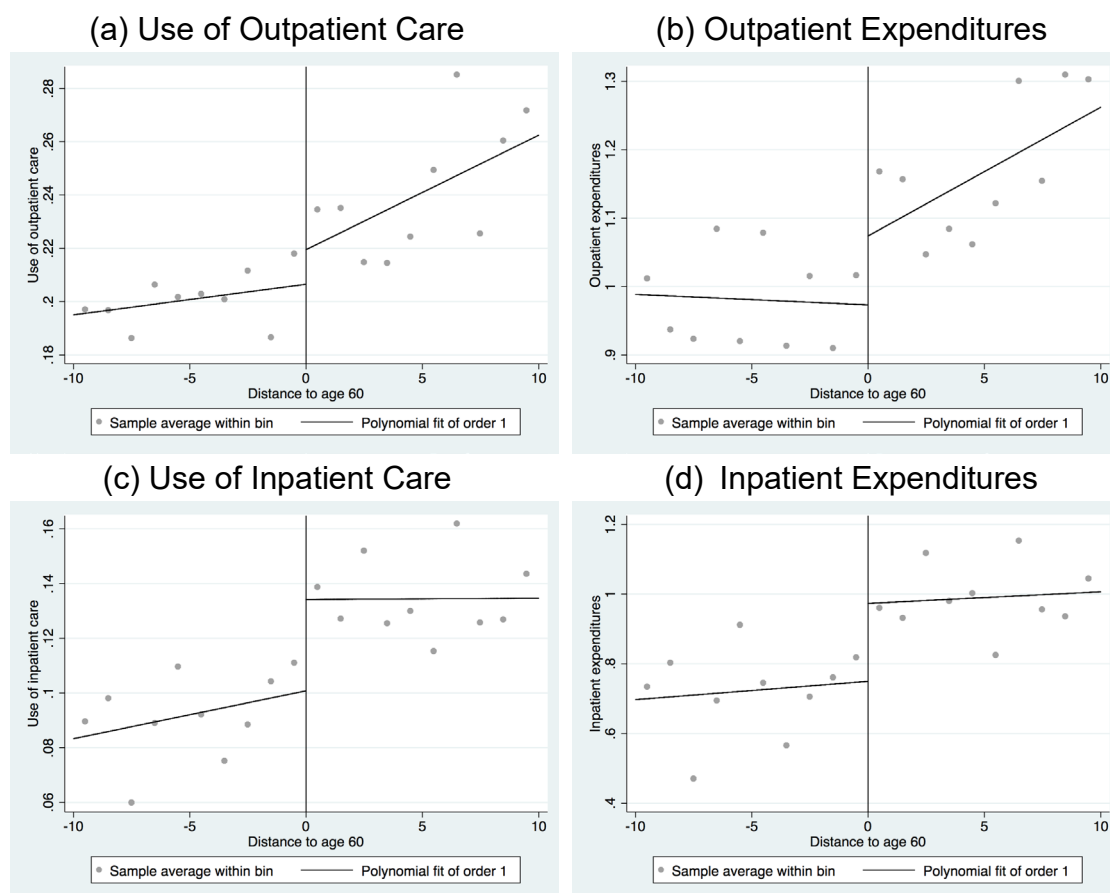 (a) Use of Outpatient Care
(b) Outpatient Expenditures
Use of outpatient care
.18 .2 .22 .24 .26 .28
-10 -5 0 5 10
Distance to age 60
Sample average within bin Polynomial fit of order 1
Oupatient expenditures
.9 1 1.1 1.2 1.3
-10 -5 0 5 10
Distance to age 60
Sample average within bin Polynomial fit of order 1
(c) Use of Inpatient Care
(d) Inpatient Expenditures
Use of inpatient care
.06 .08 .1 .12 .14 .16
-10 -5 0 5 10
Distance to age 60
Sample average within bin Polynomial fit of order 1
Inpatient expenditures
.4 .6 .8 1 1.2
-10 -5 0 5 10
Distance to age 60
Sample average within bin Polynomial fit of order 1